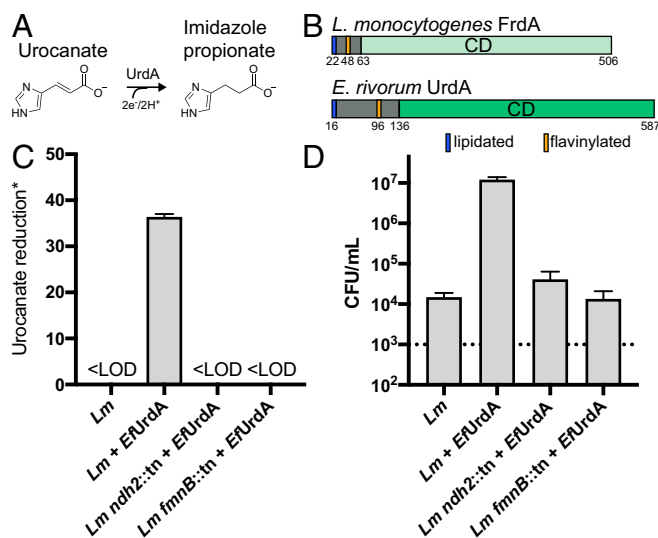 A
Urocanate
Imidazole
propionate
UrdA
2e⁻/2H⁺
N
HN
O
O⁻
N
HN
O
O⁻
B
L. monocytogenes FrdA
CD
22 48 63 506
E. rivorum UrdA
CD
16 96 136 587
lipidated flavinylated
C
Urocanate reduction*
50
40
30
20
10
0
<LOD <LOD <LOD
Lm
Lm + EfUrdA
Lm ndh2::tn + EfUrdA
Lm fmnB::tn + EfUrdA
D
CFU/mL
10⁷
10⁶
10⁵
10⁴
10³
10²
Lm
Lm + EfUrdA
Lm ndh2::tn + EfUrdA
Lm fmnB::tn + EfUrdA